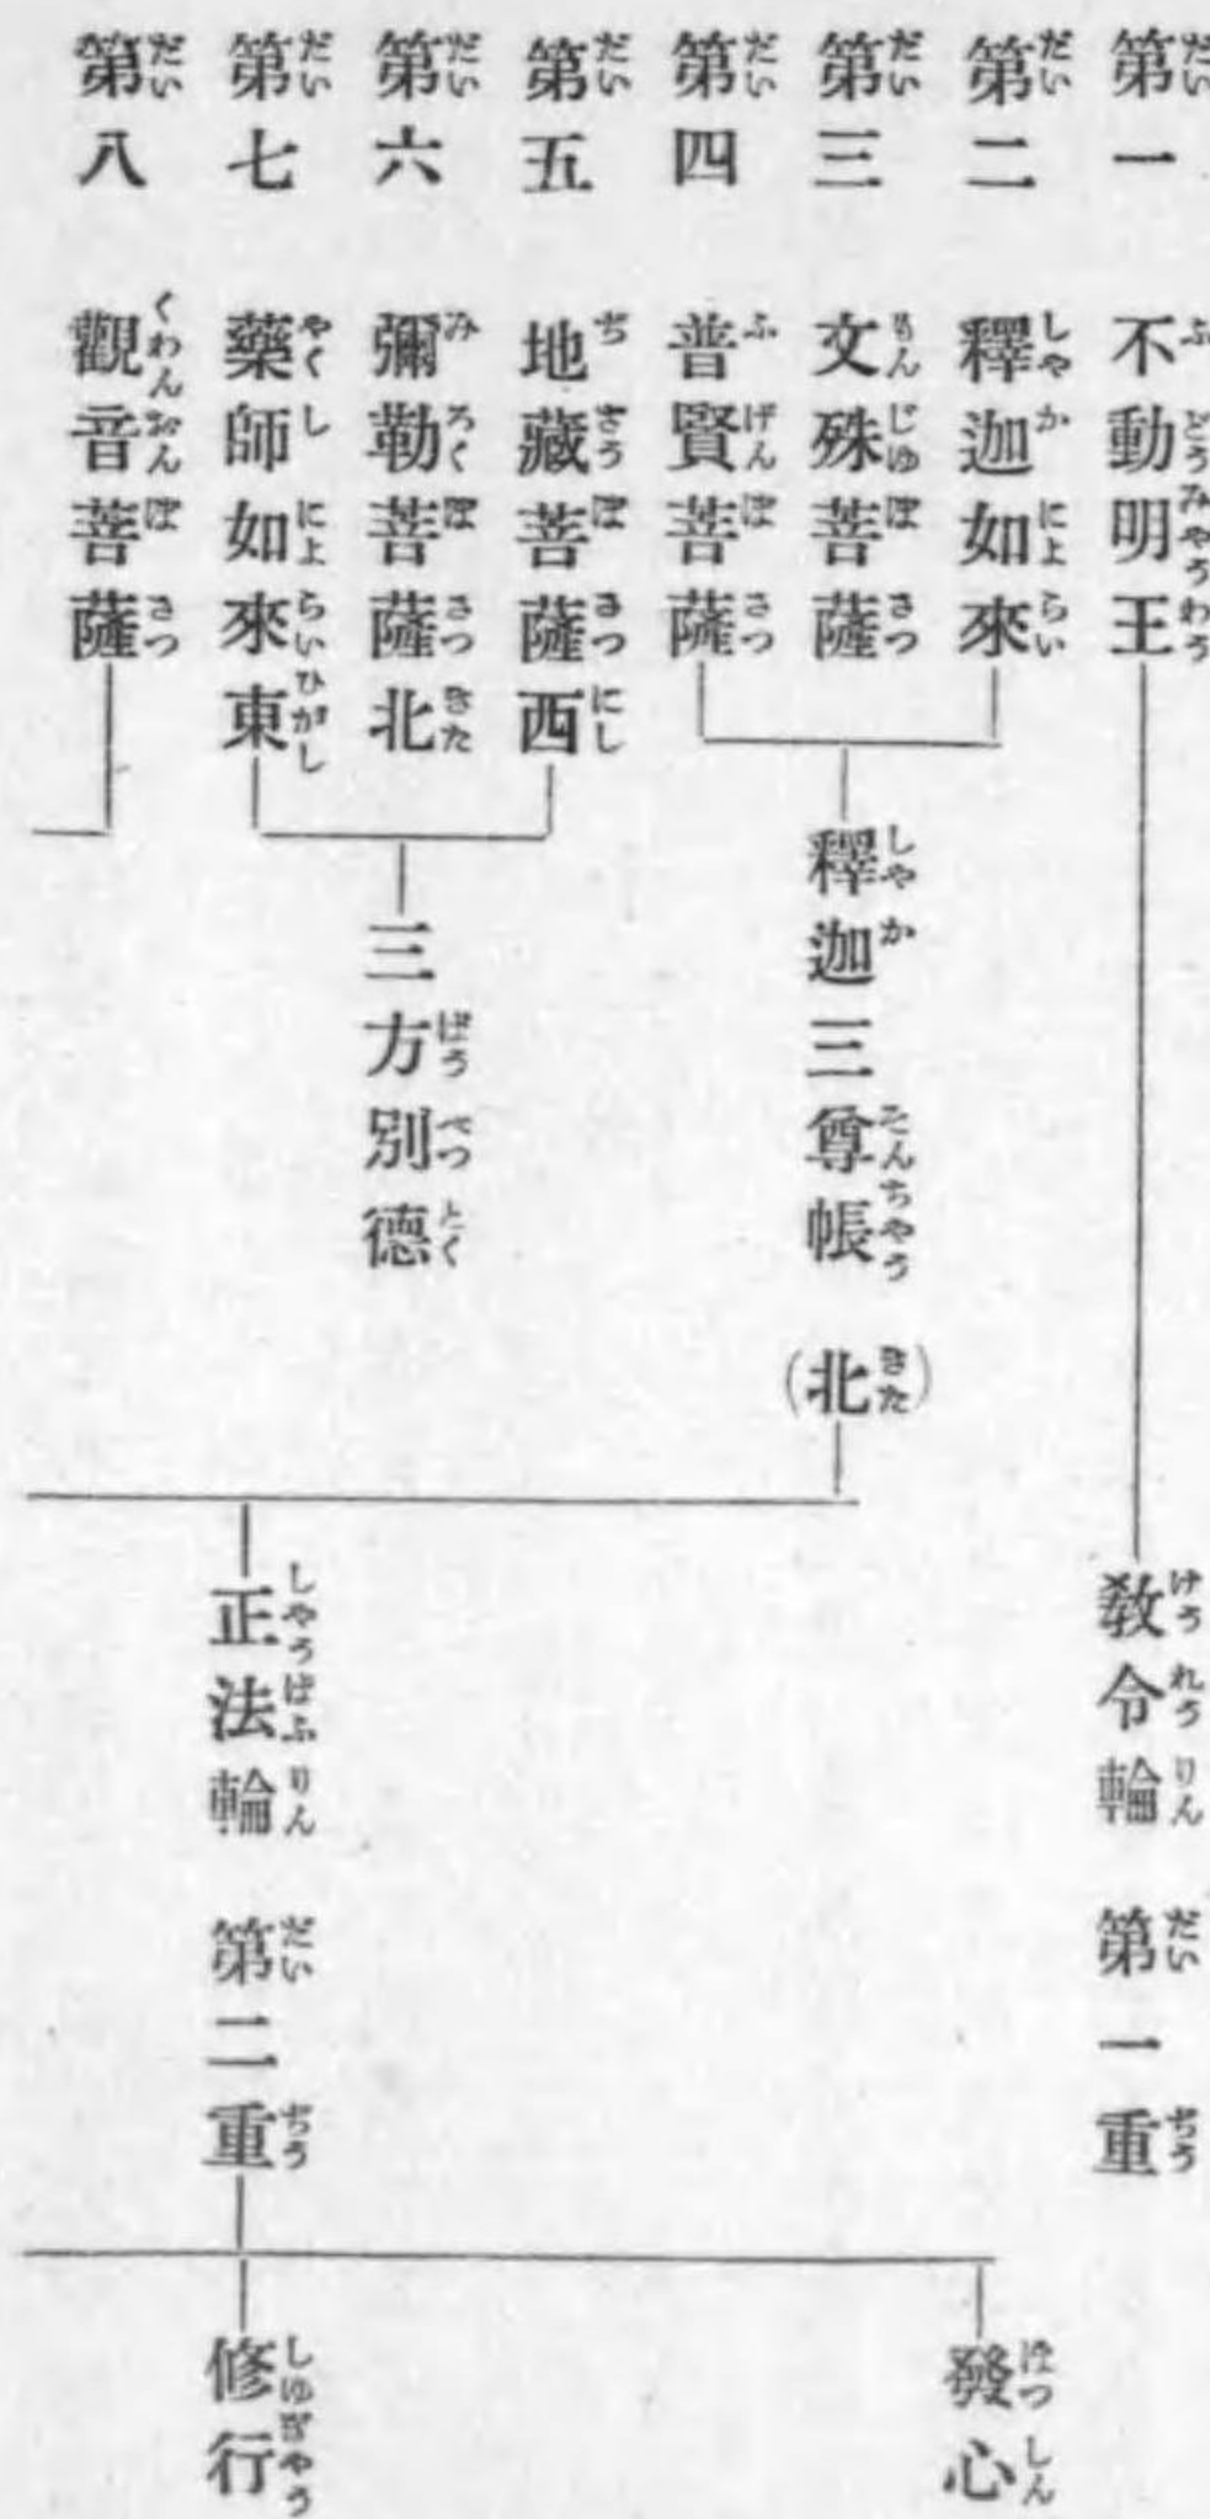 第一 不動明王
教令輪 第一重
第二 釋迦如來
第三 文殊菩薩
第四 普賢菩薩
釋迦三尊帳 (北)
第五 地藏菩薩 西
第六 彌勒菩薩 北
第七 藥師如來 東
三方別德
第八 觀音菩薩
正法輪 第二重
發心
修行